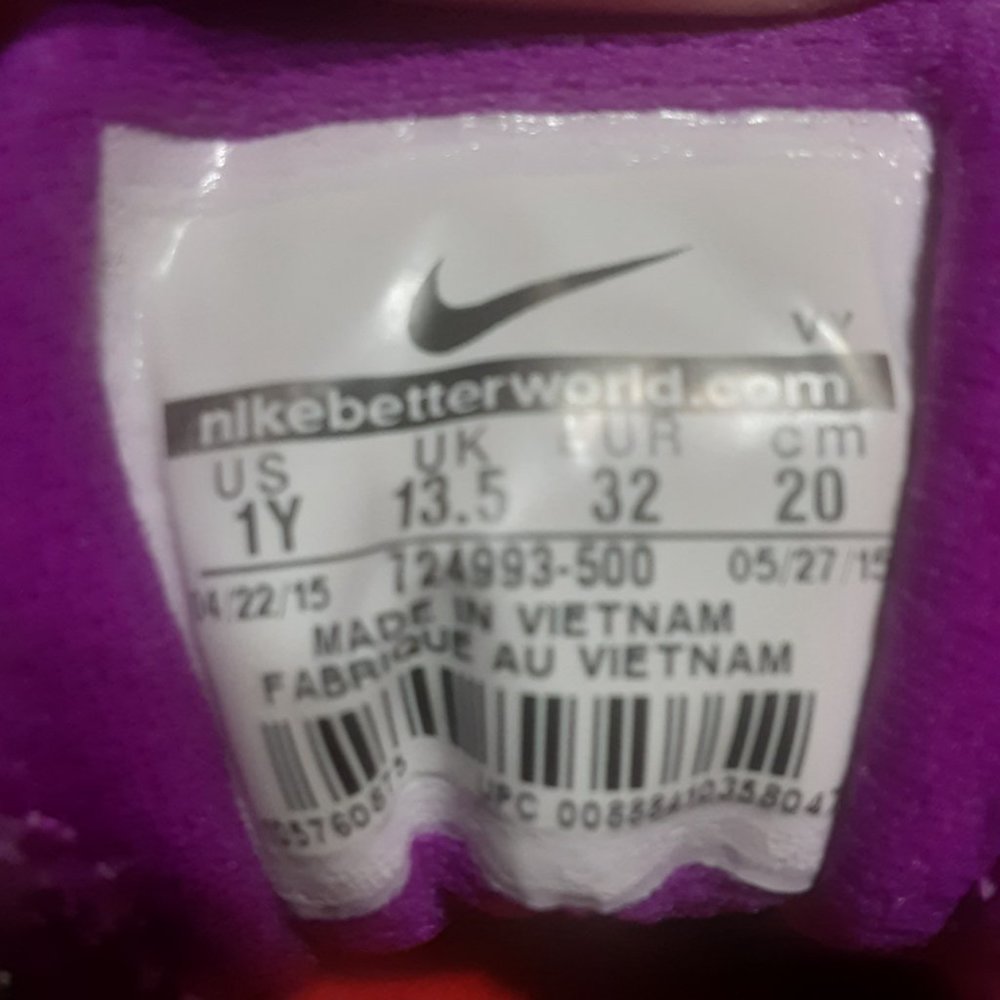 VY
nikebetterworld.com
US UK EUR cm
1Y 13.5 32 20
04/22/15 724993-500 05/27/15
MADE IN VIETNAM
FABRIQUE AU VIETNAM
UPC